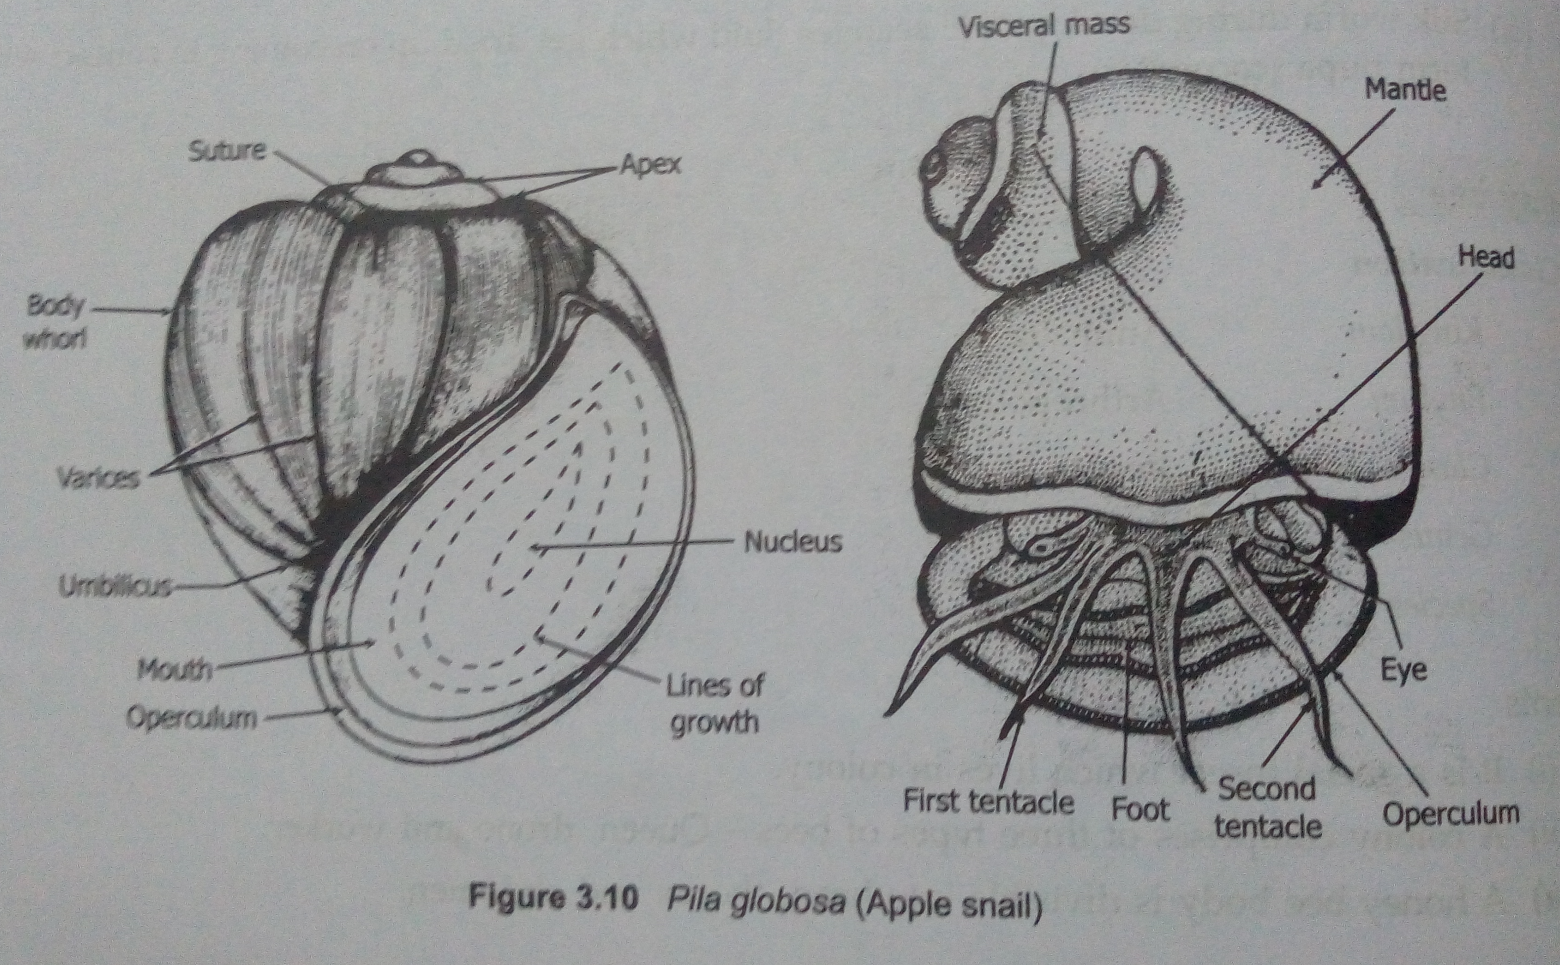 Visceral mass
Mantle
Suture
Apex
Head
Body
whorl
Varices
Nucleus
Umbilicus
Mouth
Lines of
growth
Operculum
Eye
First tentacle
Foot
Second
tentacle
Operculum
Figure 3.10 Pila globosa (Apple snail)